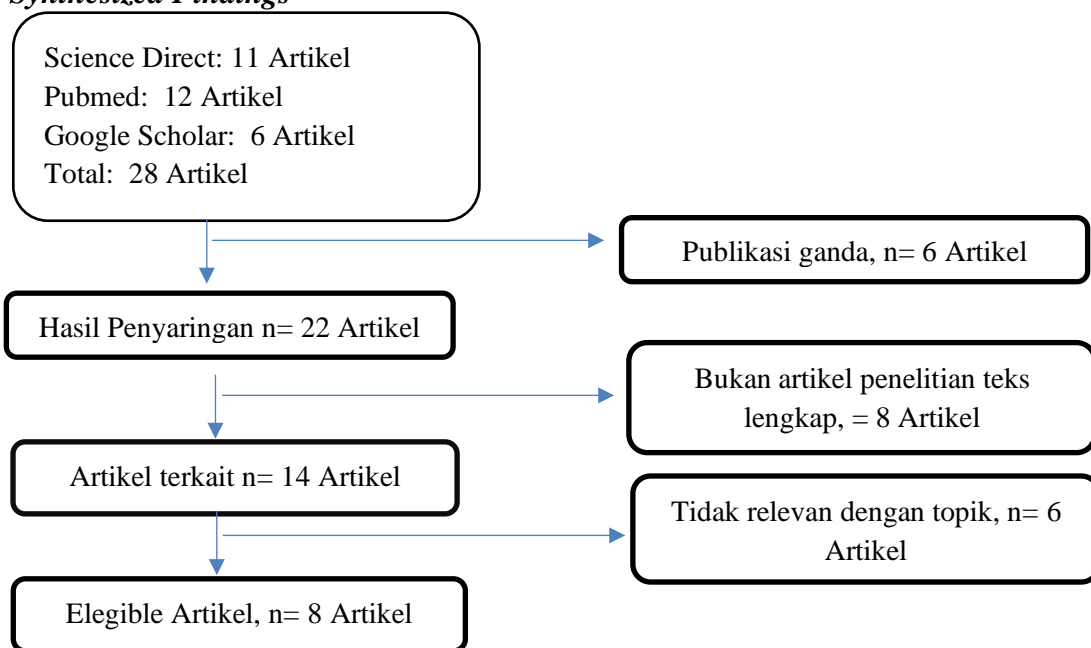 Synthesized Findings
Science Direct: 11 Artikel
Pubmed: 12 Artikel
Google Scholar: 6 Artikel
Total: 28 Artikel
Publikasi ganda, n= 6 Artikel
Hasil Penyaringan n= 22 Artikel
Bukan artikel penelitian teks
lengkap, = 8 Artikel
Artikel terkait n= 14 Artikel
Tidak relevan dengan topik, n= 6
Artikel
Elegible Artikel, n= 8 Artikel